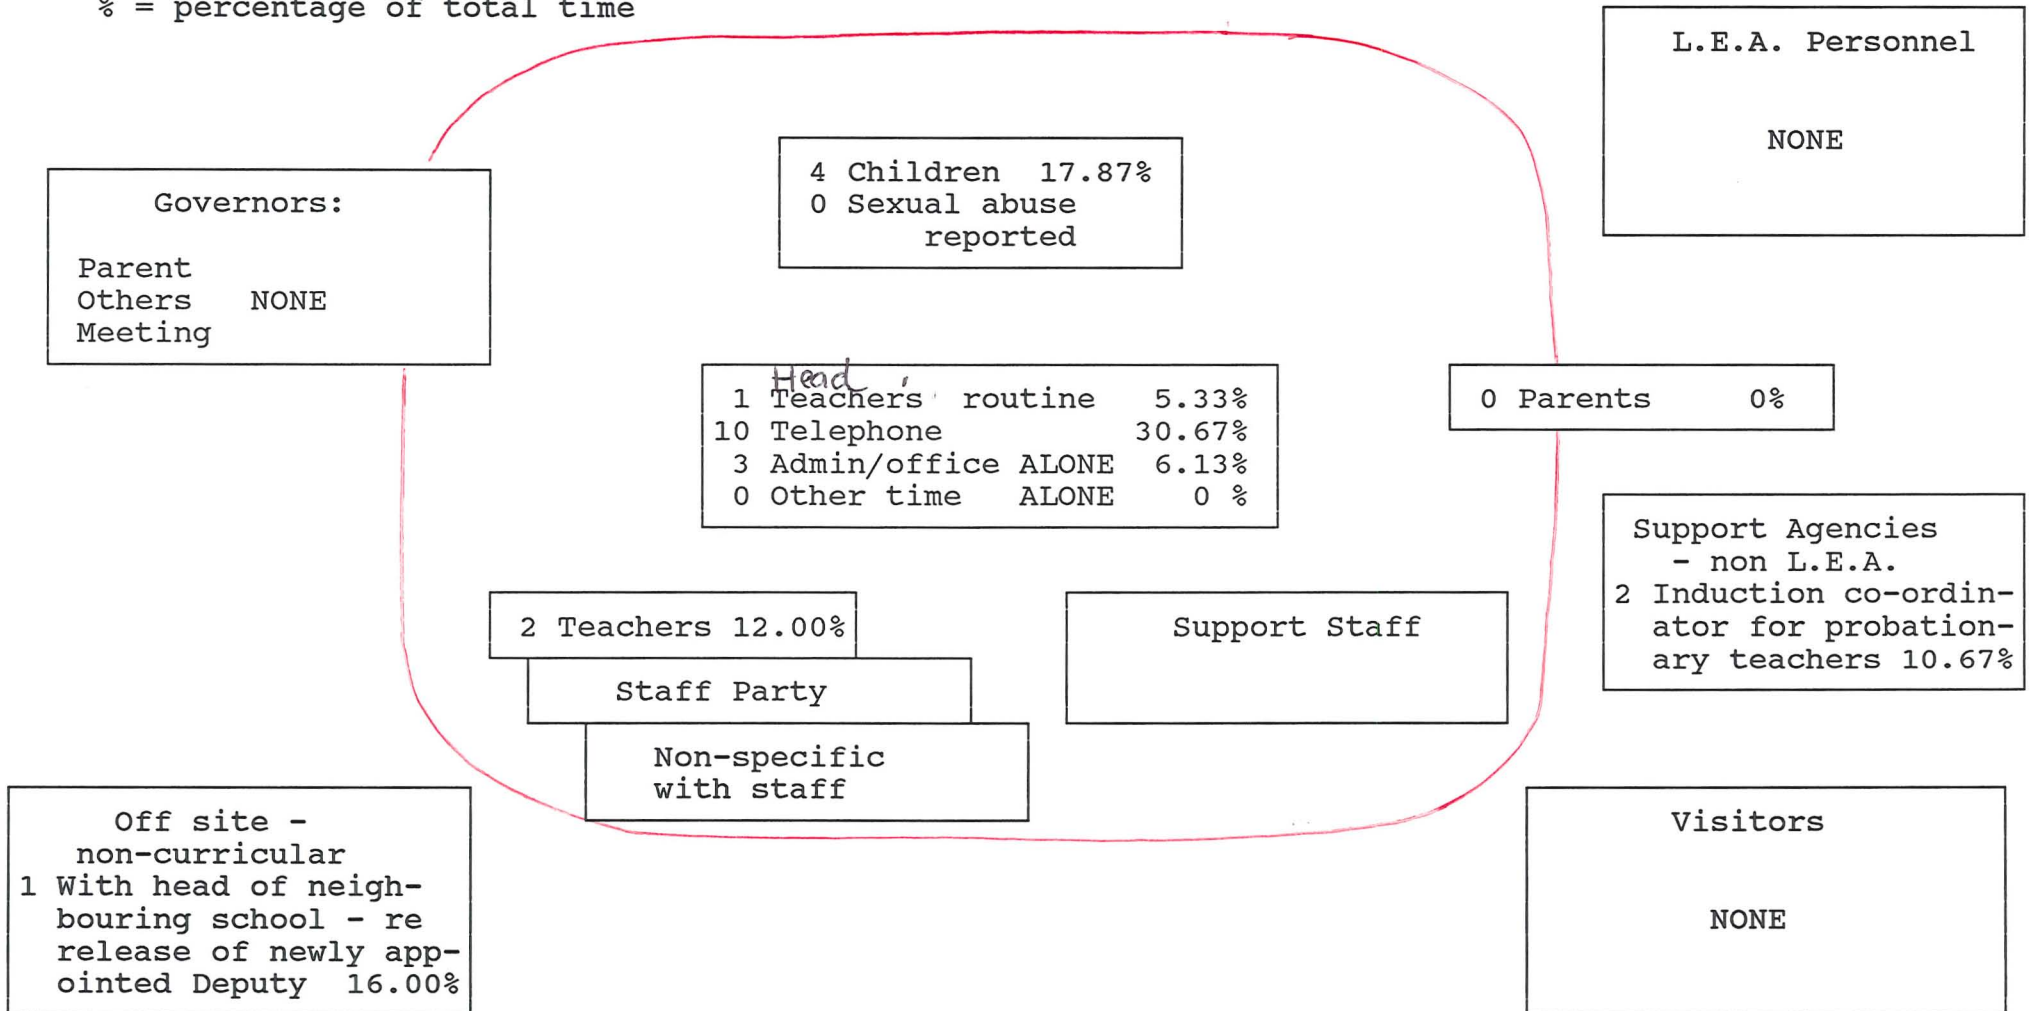 % = percentage of total time
L.E.A. Personnel
NONE
4 Children 17.87%
0 Sexual abuse
reported
Governors:
Parent
Others NONE
Meeting
Head
1 Teachers routine 5.33%
10 Telephone 30.67%
3 Admin/office ALONE 6.13%
0 Other time ALONE 0 %
0 Parents 0%
Support Agencies
- non L.E.A.
2 Induction co-ordin-
ator for probation-
ary teachers 10.67%
2 Teachers 12.00%
Staff Party
Non-specific
with staff
Support Staff
Off site -
non-curricular
1 With head of neigh-
bouring school - re
release of newly app-
ointed Deputy 16.00%
Visitors
NONE